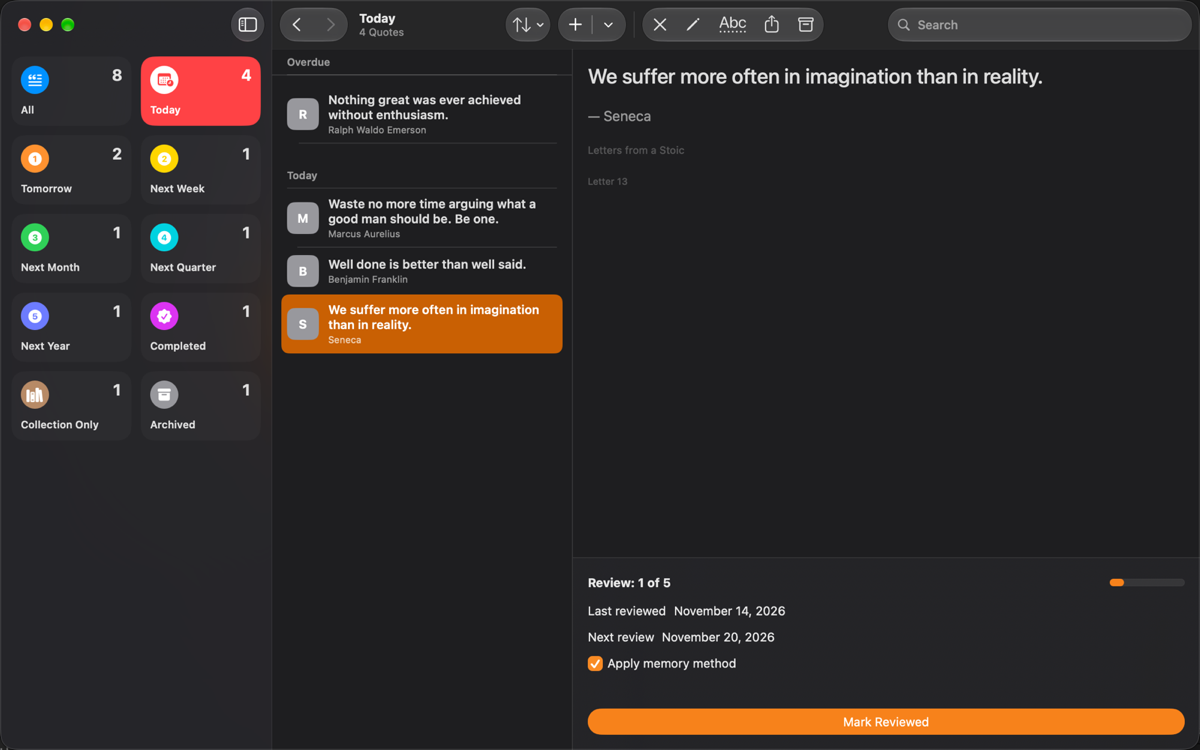 Today
4 Quotes
Abc
Search
8
All
4
Today
1
2
Tomorrow
2
1
Next Week
3
1
Next Month
4
1
Next Quarter
5
1
Next Year
1
Completed
1
Collection Only
1
Archived
Overdue
R
Nothing great was ever achieved
without enthusiasm.
Ralph Waldo Emerson
Today
M
Waste no more time arguing what a
good man should be. Be one.
Marcus Aurelius
B
Well done is better than well said.
Benjamin Franklin
S
We suffer more often in imagination
than in reality.
Seneca
We suffer more often in imagination than in reality.
— Seneca
Letters from a Stoic
Letter 13
Review: 1 of 5
Last reviewed November 14, 2026
Next review November 20, 2026
Apply memory method
Mark Reviewed